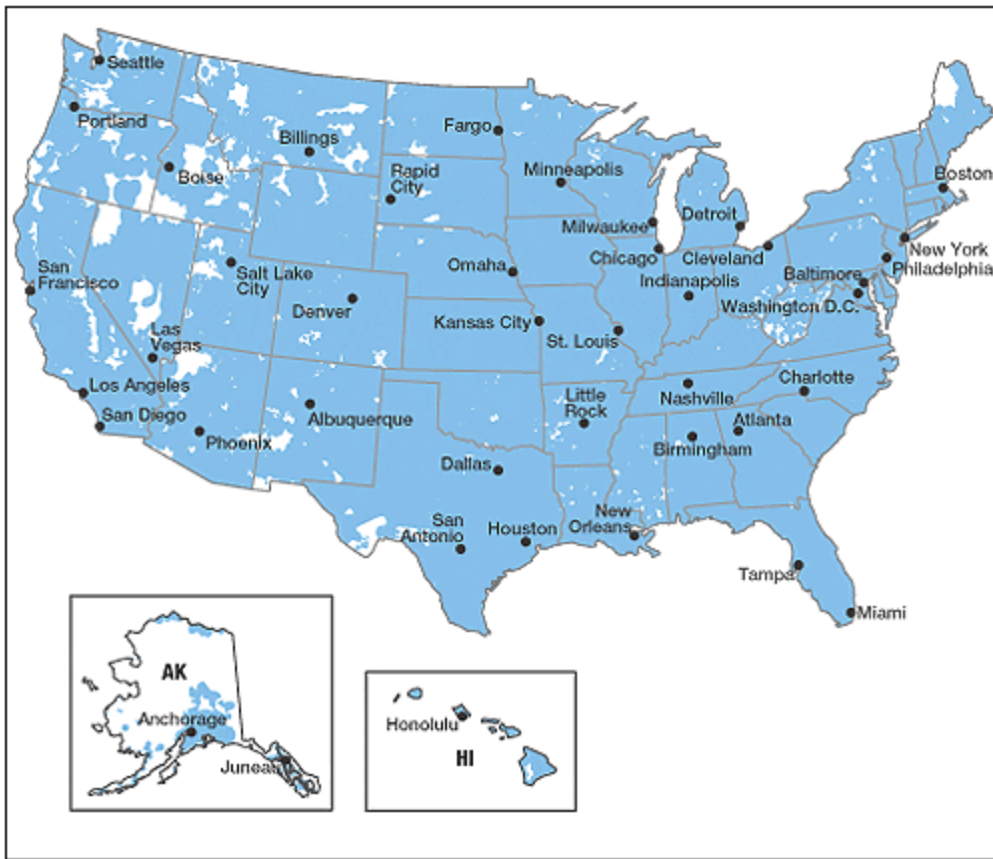 Seattle
Portland
Boise
Billings
Fargo
Rapid
City
Minneapolis
Milwaukee
Detroit
Boston
Chicago
Cleveland
New York
Philadelphia
Baltimore
Washington D.C.
Indianapolis
Omaha
San
Francisco
Salt Lake
City
Denver
Kansas City
St. Louis
Las
Vegas
Los Angeles
San Diego
Phoenix
Albuquerque
Little
Rock
Nashville
Charlotte
Atlanta
Birmingham
Dallas
San
Antonio
Houston
New
Orleans
Tampa
Miami
AK
Anchorage
Juneau
Honolulu
HI